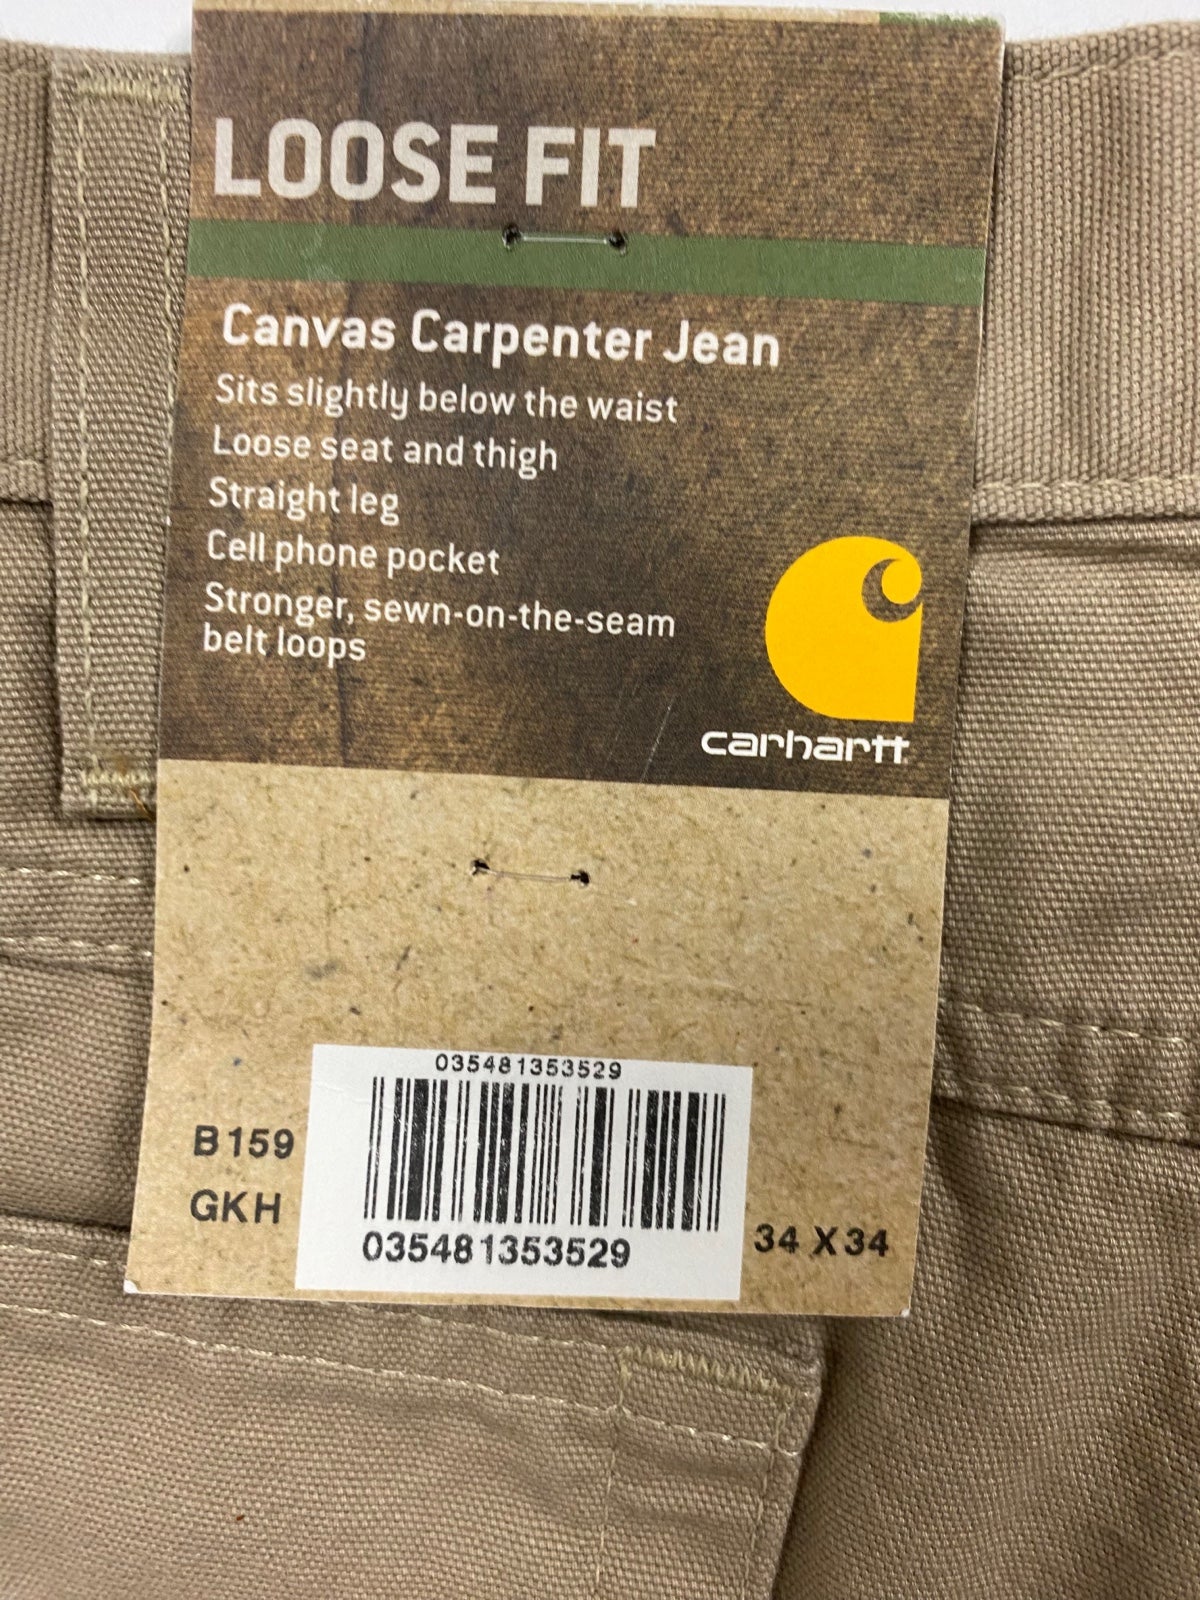 LOOSE FIT
Canvas Carpenter Jean
Sits slightly below the waist
Loose seat and thigh
Straight leg
Cell phone pocket
Stronger, sewn-on-the-seam
belt loops
carhartt
035481353529
B159
GKH
035481353529
34 X 34